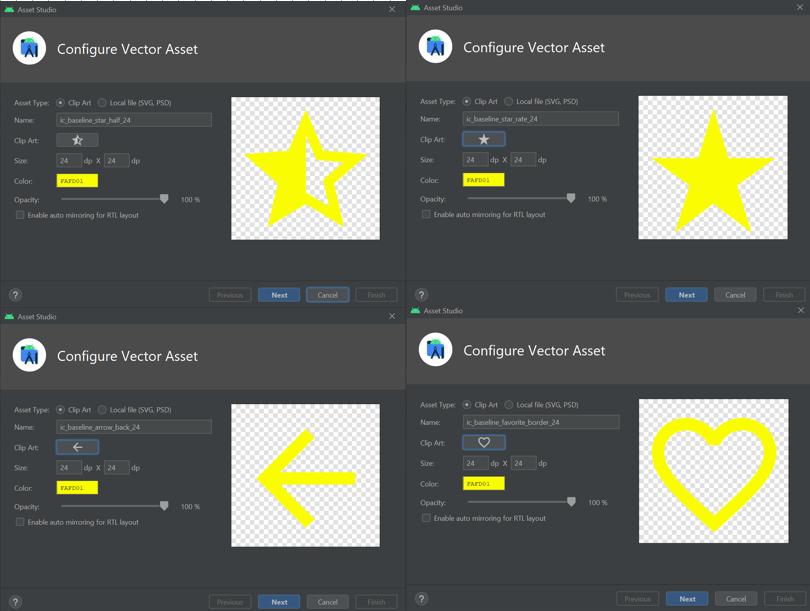 Asset Studio
Configure Vector Asset
Asset Type: Clip Art Local file (SVG, PSD)
Name: ic_baseline_star_half_24
Clip Art:
Size: 24 dp X 24 dp
Color: FAFD01
Opacity: 100 %
Enable auto mirroring for RTL layout
? Previous Next Cancel Finish
Asset Studio
Configure Vector Asset
Asset Type: Clip Art Local file (SVG, PSD)
Name: ic_baseline_star_rate_24
Clip Art:
Size: 24 dp X 24 dp
Color: FAFD01
Opacity: 100 %
Enable auto mirroring for RTL layout
? Previous Next Cancel Finish
Asset Studio
Configure Vector Asset
Asset Type: Clip Art Local file (SVG, PSD)
Name: ic_baseline_arrow_back_24
Clip Art:
Size: 24 dp X 24 dp
Color: FAFD01
Opacity: 100 %
Enable auto mirroring for RTL layout
? Previous Next Cancel Finish
Asset Studio
Configure Vector Asset
Asset Type: Clip Art Local file (SVG, PSD)
Name: ic_baseline_favorite_border_24
Clip Art:
Size: 24 dp X 24 dp
Color: FAFD01
Opacity: 100 %
Enable auto mirroring for RTL layout
? Previous Next Cancel Finish